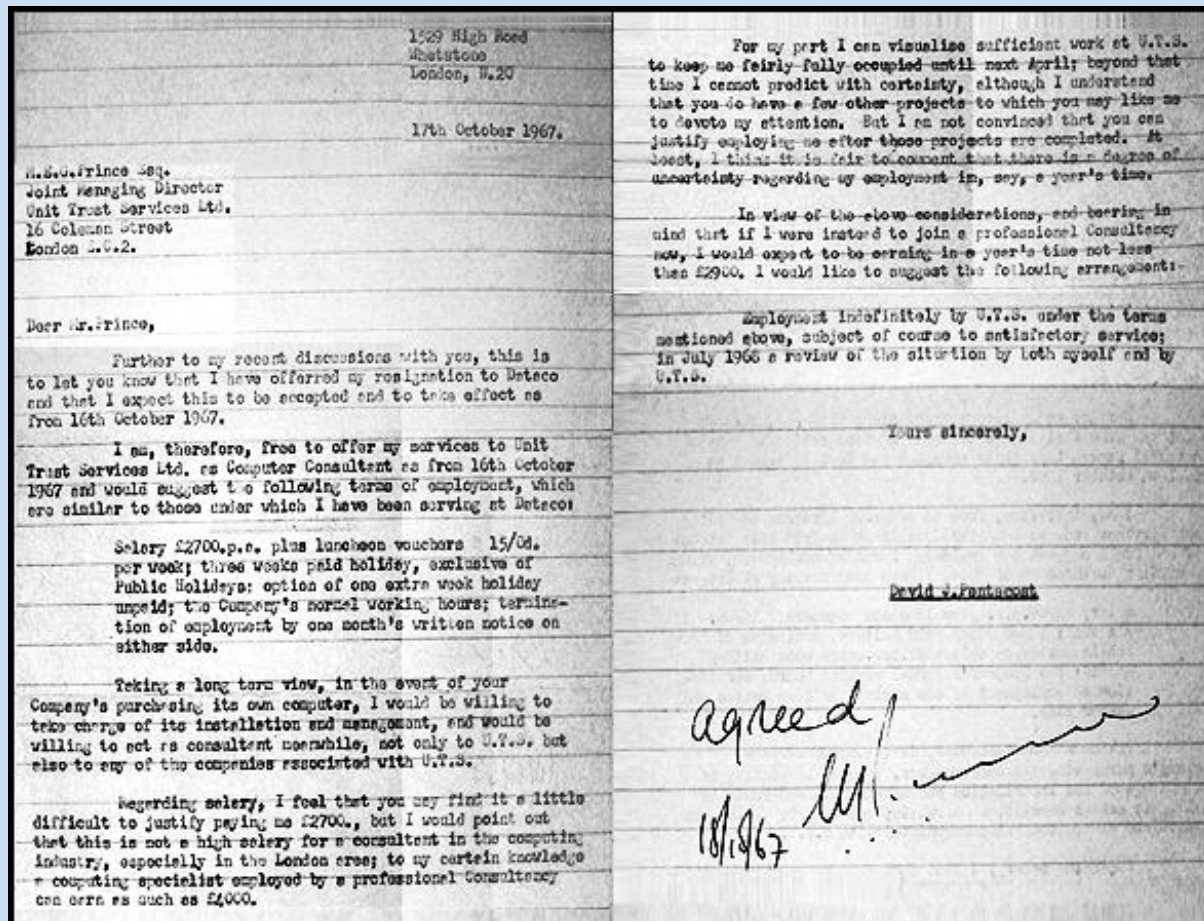 1529 High Road
Whetstone
London, N.20
17th October 1967.
M.E.G.Prince Esq.
Joint Managing Director
Unit Trust Services Ltd.
16 Coleman Street
London E.C.2.
Dear Mr.Prince,
Further to my recent discussions with you, this is
to let you know that I have offerred my resignation to Dataco
and that I expect this to be accepted and to take effect as
from 16th October 1967.
I am, therefore, free to offer my services to Unit
Trust Services Ltd. as Computer Consultant as from 16th October
1967 and would suggest the following terms of employment, which
are similar to those under which I have been serving at Dataco:
Salary £2700.p.a. plus luncheon vouchers 15/0d.
per week; three weeks paid holiday, exclusive of
Public Holidays; option of one extra week holiday
unpaid; the Company's normal working hours; termina-
tion of employment by one month's written notice on
either side.
Taking a long term view, in the event of your
Company's purchasing its own computer, I would be willing to
take charge of its installation and management, and would be
willing to act as consultant meanwhile, not only to U.T.S. but
also to any of the companies associated with U.T.S.
Regarding salary, I feel that you may find it a little
difficult to justify paying me £2700., but I would point out
that this is not a high salary for a consultant in the computing
industry, especially in the London area; to my certain knowledge
a computing specialist employed by a professional Consultancy
can earn as much as £4000.
For my part I can visualise sufficient work at U.T.S.
to keep me fairly fully occupied until next April; beyond that
time I cannot predict with certainty, although I understand
that you do have a few other projects to which you may like me
to devote my attention. But I am not convinced that you can
justify employing me after those projects are completed. At
least, I think it is fair to comment that there is a degree of
uncertainty regarding my employment in, say, a year's time.
In view of the above considerations, and bearing in
mind that if I were instead to join a professional Consultancy
now, I would expect to be earning in a year's time not less
than £2900. I would like to suggest the following arrangement:-
Employment indefinitely by U.T.S. under the terms
mentioned above, subject of course to satisfactory service;
in July 1968 a review of the situation by both myself and by
U.T.S.
Yours sincerely,
David J.Pentecost
agreed
18/10/67